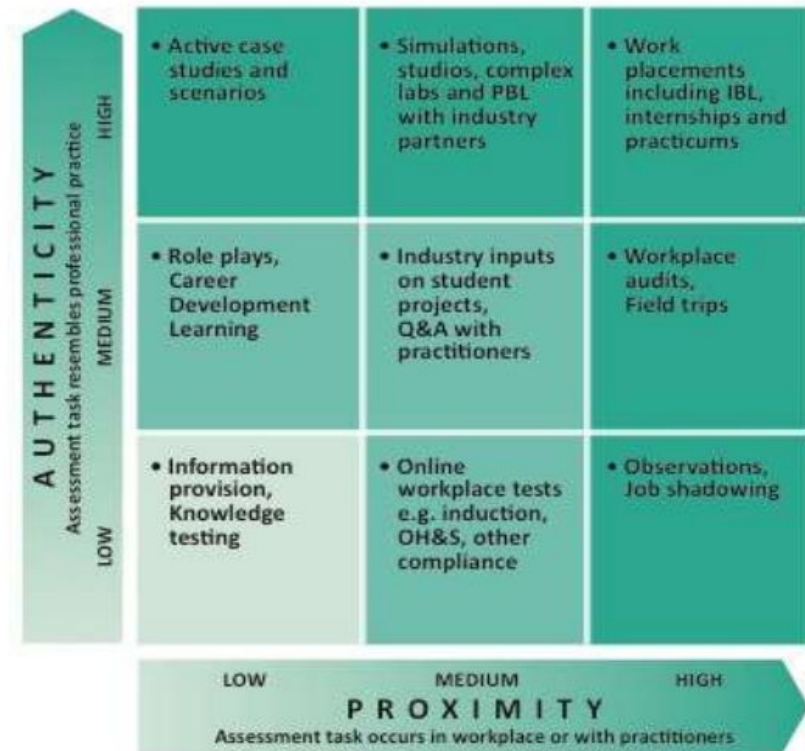 AUTHENTICITY
Assessment task resembles professional practice
HIGH
MEDIUM
LOW
• Active case
studies and
scenarios
• Simulations,
studios, complex
labs and PBL
with industry
partners
• Work
placements
including IBL,
internships and
practicums
• Role plays,
Career
Development
Learning
• Industry inputs
on student
projects,
Q&A with
practitioners
• Workplace
audits,
Field trips
• Information
provision,
Knowledge
testing
• Online
workplace tests
e.g. induction,
OH&S, other
compliance
• Observations,
Job shadowing
LOW MEDIUM HIGH
PROXIMITY
Assessment task occurs in workplace or with practitioners